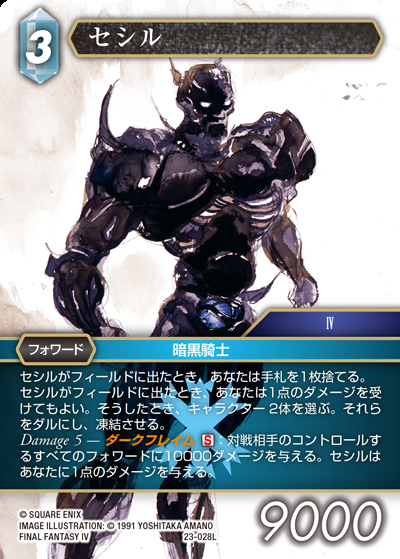 3
セシル
IV
フォワード
暗黒騎士
セシルがフィールドに出たとき、あなたは手札を1枚捨てる。
セシルがフィールドに出たとき、あなたは1点のダメージを受
けてもよい。そうしたとき、キャラクター2体を選ぶ。それら
をダルにし、凍結させる。
Damage 5 — ダークフレイム S：対戦相手のコントロールす
るすべてのフォワードに10000ダメージを与える。セシルは
あなたに1点のダメージを与える。
© SQUARE ENIX
IMAGE ILLUSTRATION: © 1991 YOSHITAKA AMANO
FINAL FANTASY IV
23-028L
9000